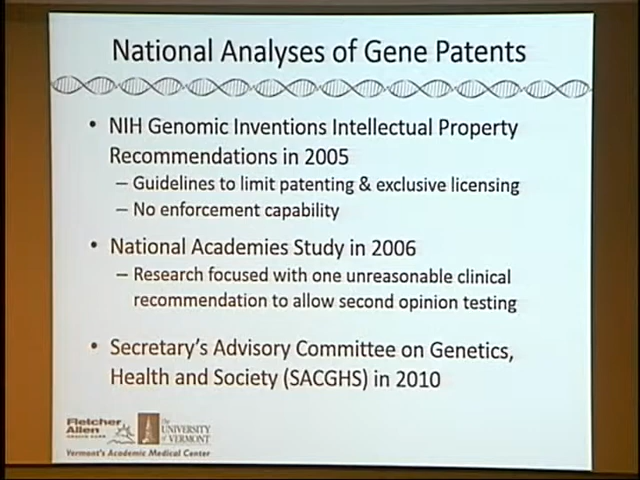 National Analyses of Gene Patents
• NIH Genomic Inventions Intellectual Property
Recommendations in 2005
– Guidelines to limit patenting & exclusive licensing
– No enforcement capability
• National Academies Study in 2006
– Research focused with one unreasonable clinical
recommendation to allow second opinion testing
• Secretary's Advisory Committee on Genetics,
Health and Society (SACGHS) in 2010
Fletcher
Allen
HEALTH CARE
The
UNIVERSITY
of VERMONT
Vermont's Academic Medical Center